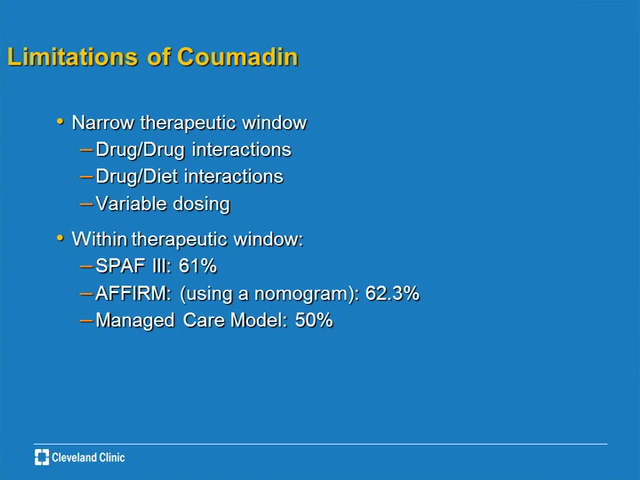 Limitations of Coumadin
• Narrow therapeutic window
–Drug/Drug interactions
–Drug/Diet interactions
–Variable dosing
• Within therapeutic window:
–SPAF III: 61%
–AFFIRM: (using a nomogram): 62.3%
–Managed Care Model: 50%
Cleveland Clinic